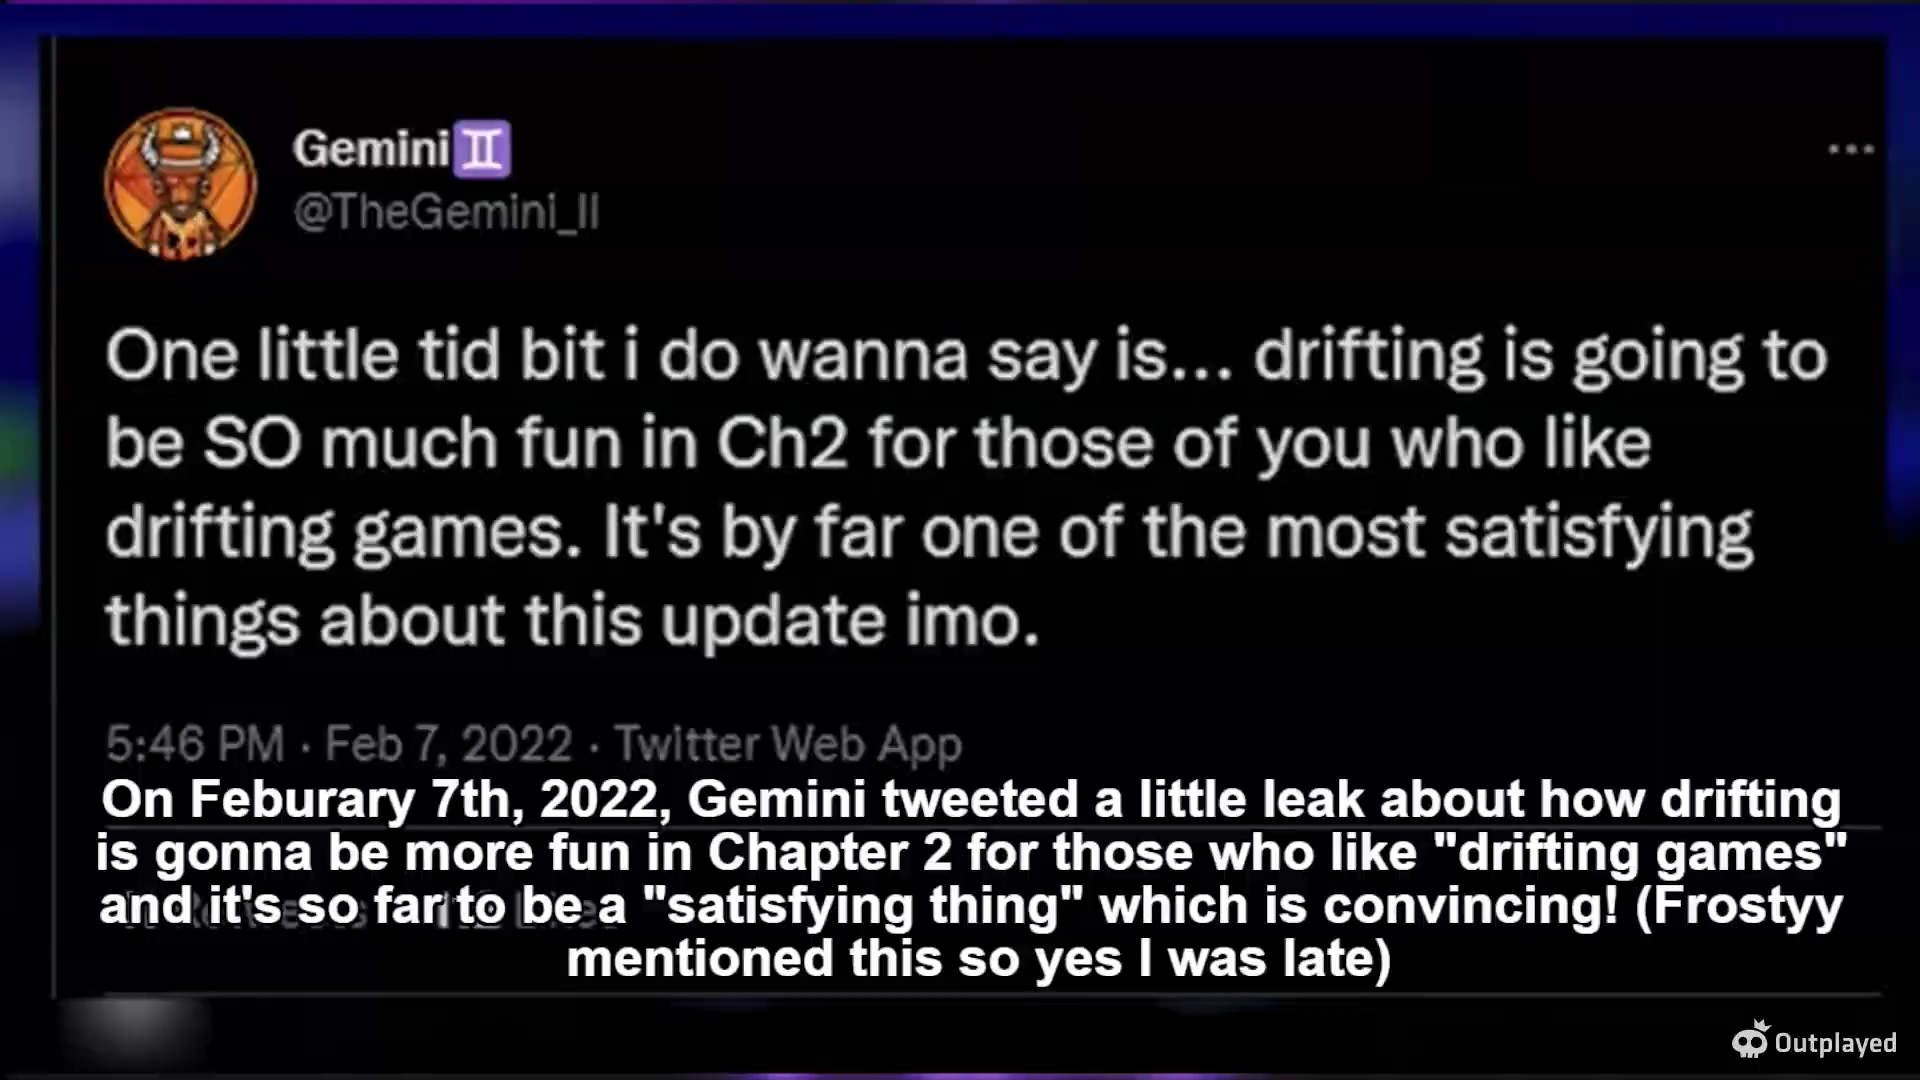 Gemini♊
@TheGemini_II
One little tid bit i do wanna say is... drifting is going to
be SO much fun in Ch2 for those of you who like
drifting games. It's by far one of the most satisfying
things about this update imo.
5:46 PM · Feb 7, 2022 · Twitter Web App
On Feburary 7th, 2022, Gemini tweeted a little leak about how drifting
is gonna be more fun in Chapter 2 for those who like "drifting games"
and it's so far to be a "satisfying thing" which is convincing! (Frostyy
mentioned this so yes I was late)
Outplayed